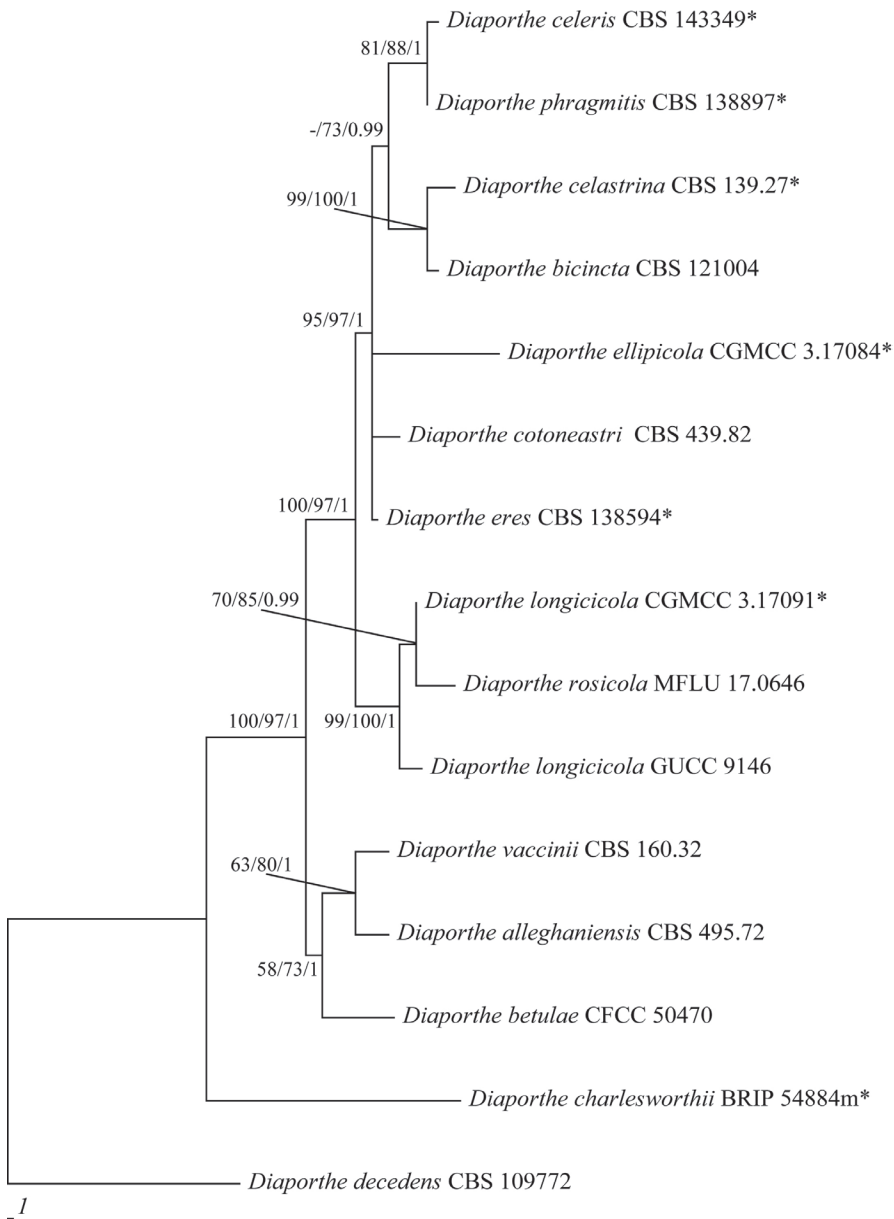 Diaporthe celeris CBS 143349*
81/88/1
Diaporthe phragmitis CBS 138897*
-/73/0.99
Diaporthe celastrina CBS 139.27*
99/100/1
Diaporthe bicincta CBS 121004
95/97/1
Diaporthe ellipicola CGMCC 3.17084*
Diaporthe cotoneastri CBS 439.82
100/97/1
Diaporthe eres CBS 138594*
70/85/0.99
Diaporthe longicicola CGMCC 3.17091*
Diaporthe rosicola MFLU 17.0646
100/97/1
99/100/1
Diaporthe longicicola GUCC 9146
Diaporthe vaccinii CBS 160.32
63/80/1
Diaporthe alleghaniensis CBS 495.72
58/73/1
Diaporthe betulae CFCC 50470
Diaporthe charlesworthii BRIP 54884m*
Diaporthe decedens CBS 109772
1